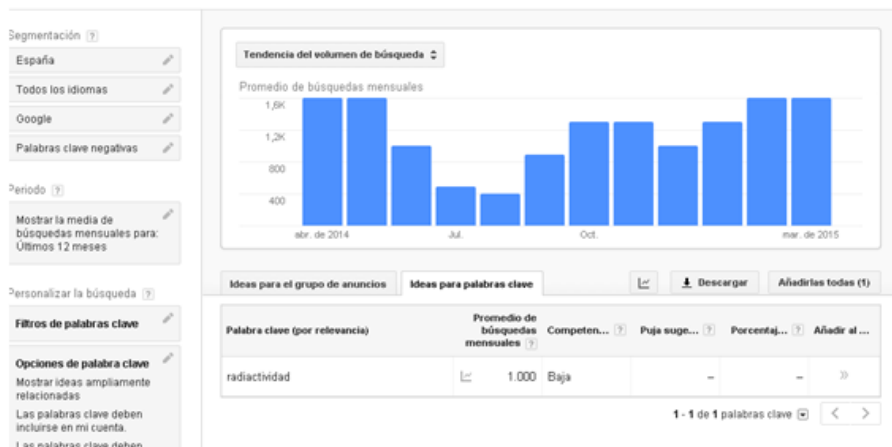 Segmentación ?
España
Todos los idiomas
Google
Palabras clave negativas
Periodo ?
Mostrar la media de
búsquedas mensuales para:
Últimos 12 meses
Personalizar la búsqueda ?
Filtros de palabras clave
Opciones de palabra clave
Mostrar ideas ampliamente
relacionadas
Las palabras clave deben
incluirse en mi cuenta.
Las palabras clave deben
Tendencia del volumen de búsqueda
Promedio de búsquedas mensuales
1,6K
1,2K
800
400
abr. de 2014 Jul. Oct. mar. de 2015
Ideas para el grupo de anuncios Ideas para palabras clave Descargar Añadirlas todas (1)
Palabra clave (por relevancia) Promedio de búsquedas mensuales ? Competen... ? Puja suge... ? Porcentaj... ? Añadir al ...
radiactividad 1.000 Baja – – »
1 - 1 de 1 palabras clave